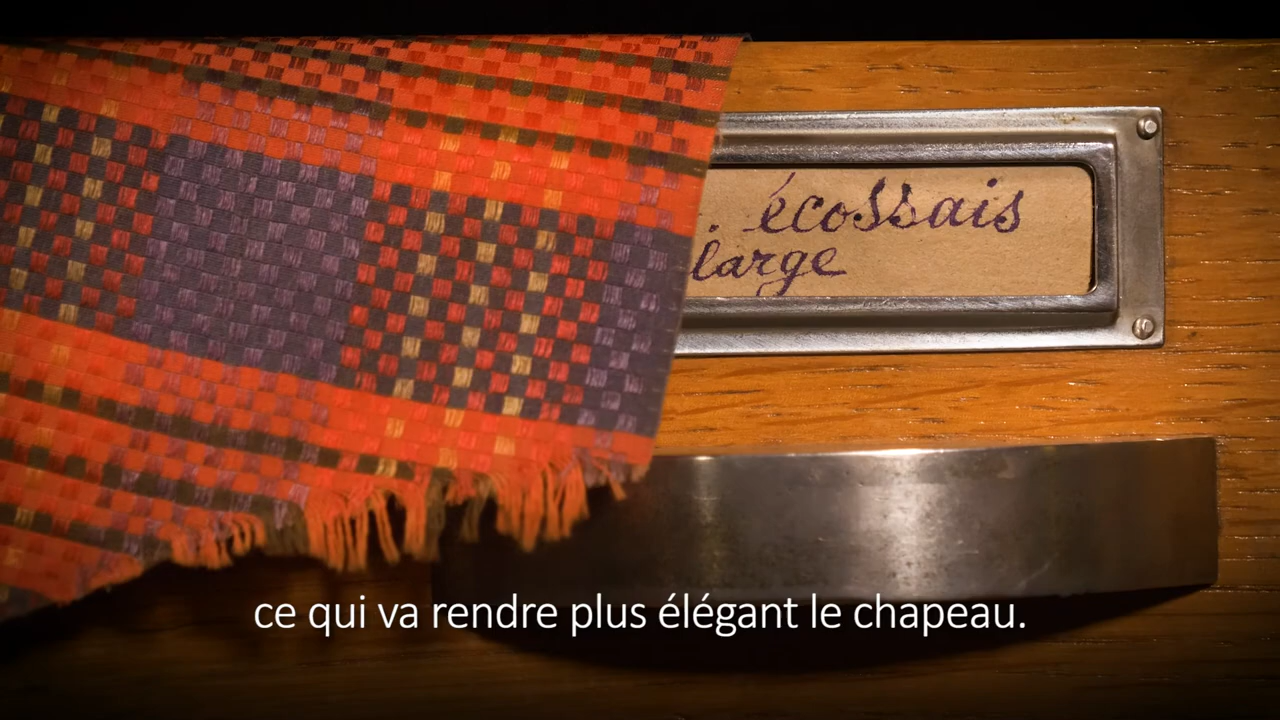 . écossais
large
ce qui va rendre plus élégant le chapeau.